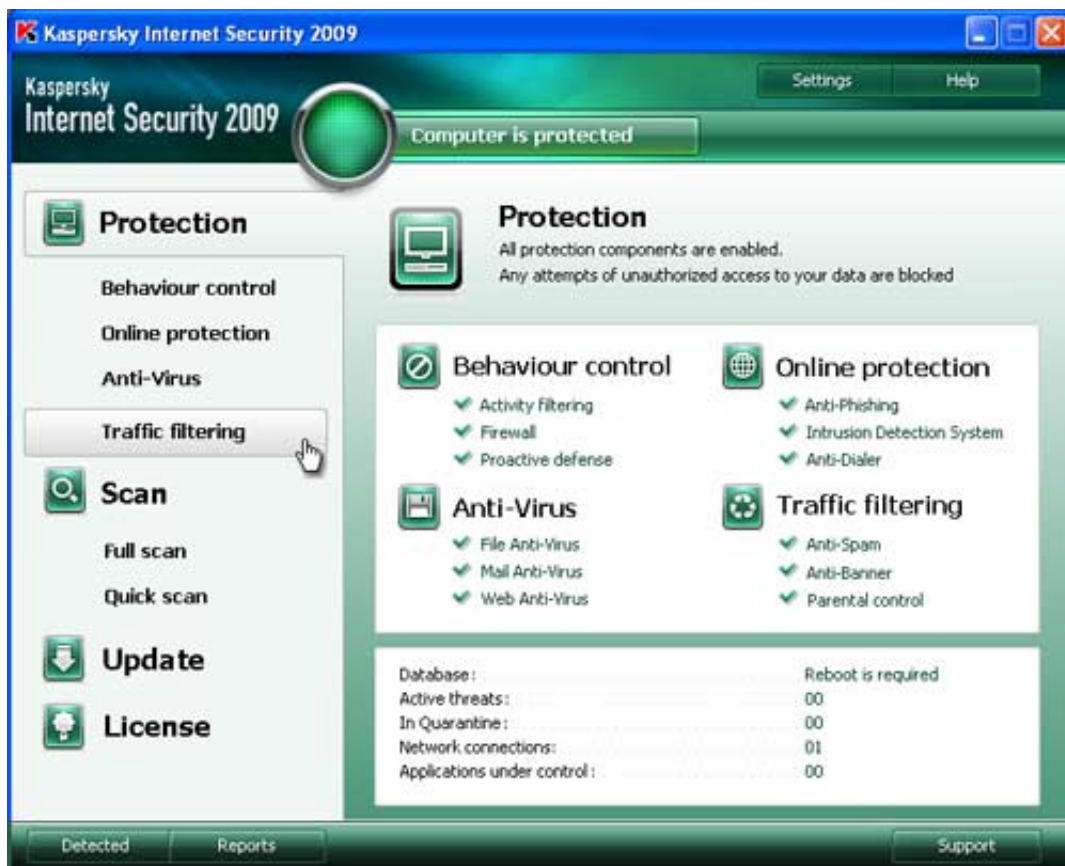 Kaspersky Internet Security 2009
Kaspersky
Internet Security 2009
Settings
Help
Computer is protected
Protection
Behaviour control
Online protection
Anti-Virus
Traffic filtering
Scan
Full scan
Quick scan
Update
License
Protection
All protection components are enabled.
Any attempts of unauthorized access to your data are blocked
Behaviour control
Activity filtering
Firewall
Proactive defense
Online protection
Anti-Phishing
Intrusion Detection System
Anti-Dialer
Anti-Virus
File Anti-Virus
Mail Anti-Virus
Web Anti-Virus
Traffic filtering
Anti-Spam
Anti-Banner
Parental control
Database: Reboot is required
Active threats: 00
In Quarantine: 00
Network connections: 01
Applications under control: 00
Detected
Reports
Support